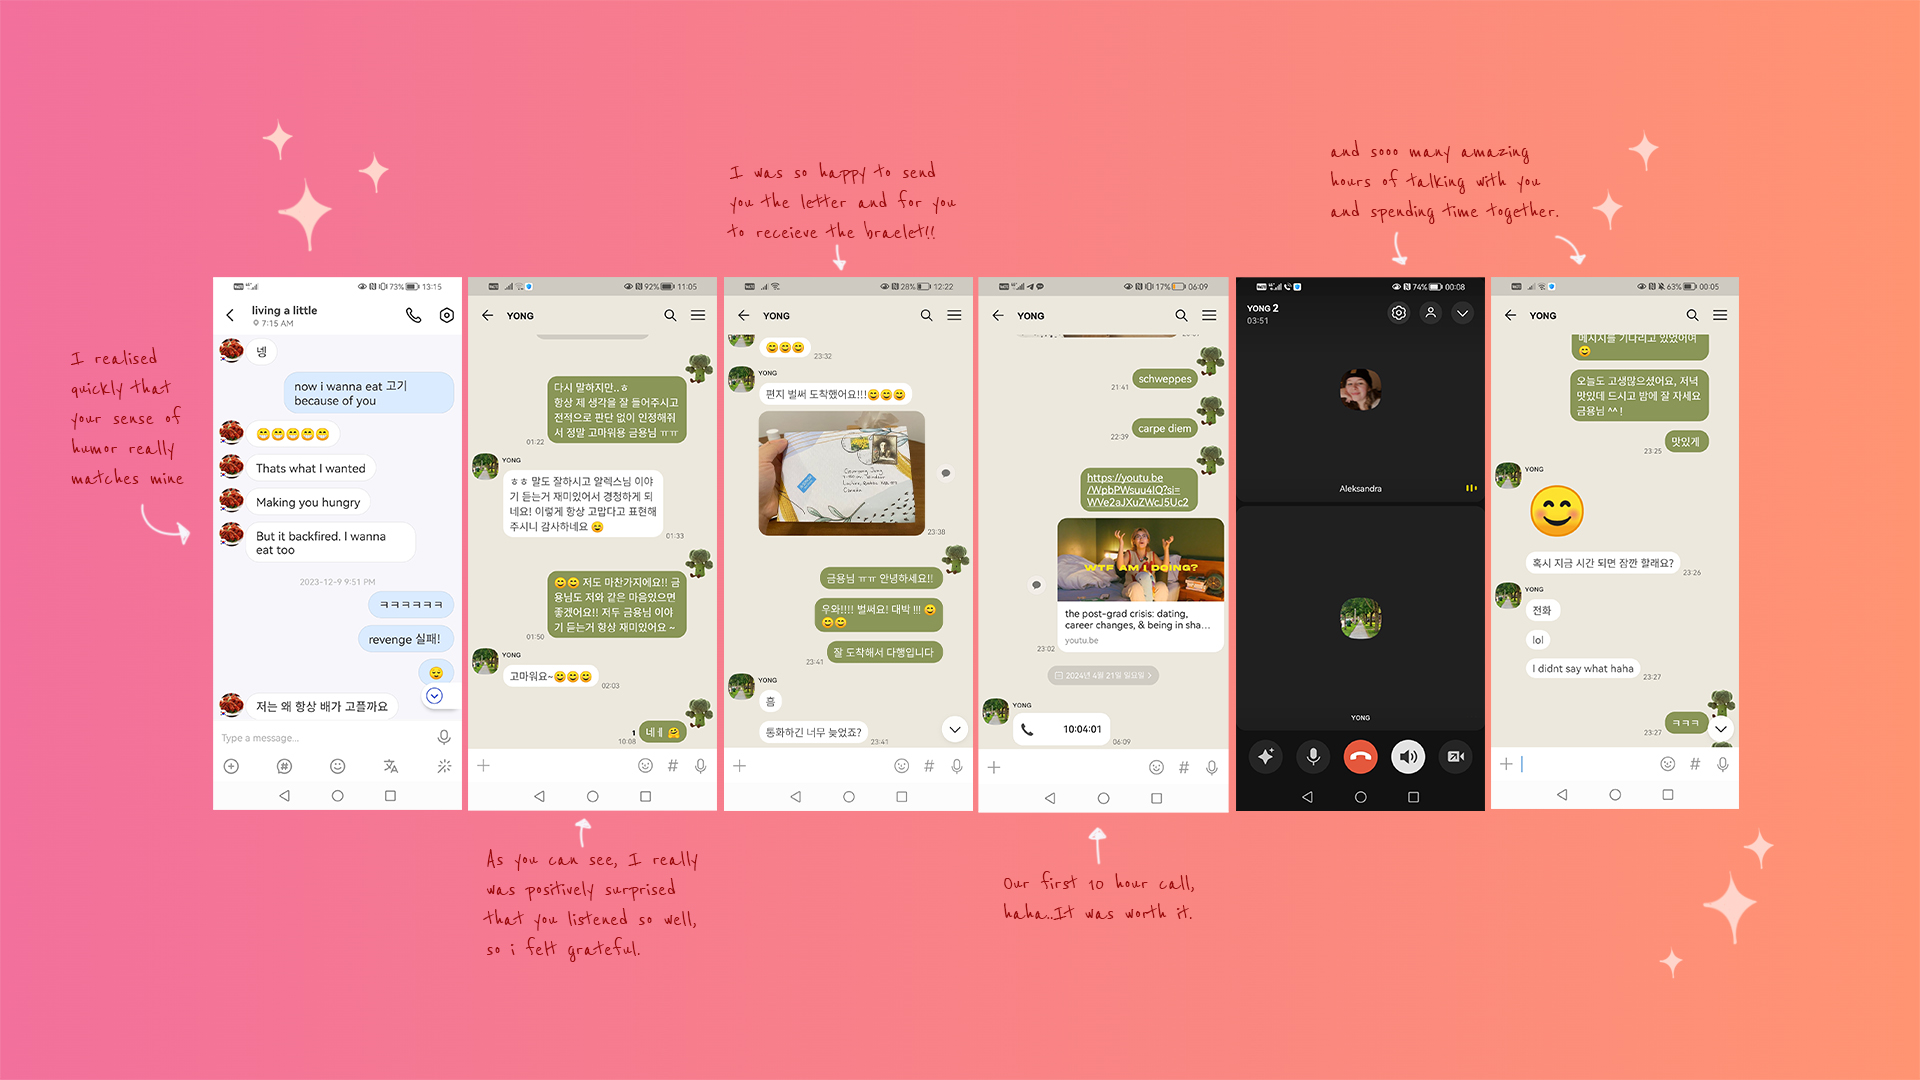 I realised
quickly that
your sense of
humor really
matches mine
I was so happy to send
you the letter and for you
to receieve the braelet!!
and sooo many amazing
hours of talking with you
and spending time together.
73% 13:15
living a little
7:15 AM
넹
now i wanna eat 고기
because of you
Thats what I wanted
Making you hungry
But it backfired. I wanna
eat too
2023-12-9 9:51 PM
ㅋㅋㅋㅋㅋㅋ
revenge 실패!
저는 왜 항상 배가 고플까요
Type a message...
92% 11:05
YONG
다시 말하지만..ㅎ
항상 제 생각을 잘 들어주시고
전적으로 판단 없이 인정해줘
서 정말 고마워용 금용님 ㅠㅠ
01:22
YONG
ㅎㅎ 말도 잘하시고 알렉스님 이야
기 듣는거 재미있어서 경청하게 되
네요! 이렇게 항상 고맙다고 표현해
주시니 감사하네요
01:33
저도 마찬가지에요!! 금
용님도 저와 같은 마음있으면
좋겠어요!! 저두 금용님 이야
기 듣는거 항상 재미있어요 ~
01:50
YONG
고마워요~
02:03
1
10:08
네ㅔ
28% 12:22
YONG
23:32
YONG
편지 벌써 도착했어요!!!
Canada
23:38
금용님 ㅠㅠ 안녕하세요!!
우와!!!! 벌써요! 대박 !!!
23:41
잘 도착해서 다행입니다
YONG
흠
통화하긴 너무 늦었죠?
23:41
17% 06:09
YONG
21:41
schweppes
22:39
carpe diem
https://youtu.be
/WpbPWsuu4IQ?si=
WVe2aJXuZWcJ5Uc2
WTF AM I DOING?
the post-grad crisis: dating,
career changes, & being in sha...
youtu.be
23:02
2024년 4월 21일 일요일
YONG
10:04:01
06:09
74% 00:08
YONG 2
03:51
Aleksandra
YONG
63% 00:05
YONG
메시지를 기다리고 있었어여
오늘도 고생많으셨어요, 저녁
맛있데 드시고 밤에 잘 자세요
금용님 ^^ !
23:25
맛있게
YONG
혹시 지금 시간 되면 잠깐 할래요?
23:26
YONG
전화
lol
I didnt say what haha
23:27
23:27
ㅋㅋㅋ
As you can see, I really
was positively surprised
that you listened so well,
so i felt grateful.
Our first 10 hour call,
haha..It was worth it.